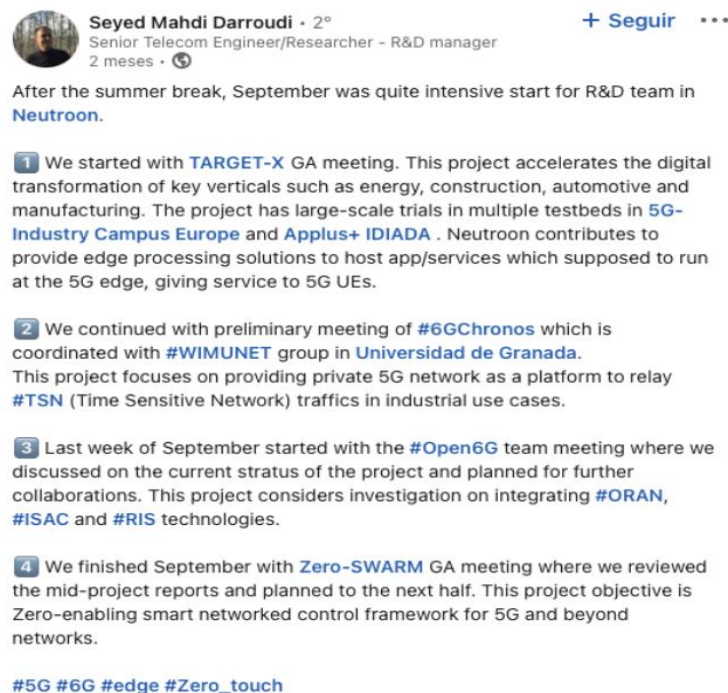 Seyed Mahdi Darroudi • 2º
+ Seguir
Senior Telecom Engineer/Researcher - R&D manager
2 meses •
After the summer break, September was quite intensive start for R&D team in
Neutroon.
1 We started with TARGET-X GA meeting. This project accelerates the digital
transformation of key verticals such as energy, construction, automotive and
manufacturing. The project has large-scale trials in multiple testbeds in 5G-
Industry Campus Europe and Applus+ IDIADA . Neutroon contributes to
provide edge processing solutions to host app/services which supposed to run
at the 5G edge, giving service to 5G UEs.
2 We continued with preliminary meeting of #6GChronos which is
coordinated with #WIMUNET group in Universidad de Granada.
This project focuses on providing private 5G network as a platform to relay
#TSN (Time Sensitive Network) traffics in industrial use cases.
3 Last week of September started with the #Open6G team meeting where we
discussed on the current stratus of the project and planned for further
collaborations. This project considers investigation on integrating #ORAN,
#ISAC and #RIS technologies.
4 We finished September with Zero-SWARM GA meeting where we reviewed
the mid-project reports and planned to the next half. This project objective is
Zero-enabling smart networked control framework for 5G and beyond
networks.
#5G #6G #edge #Zero_touch